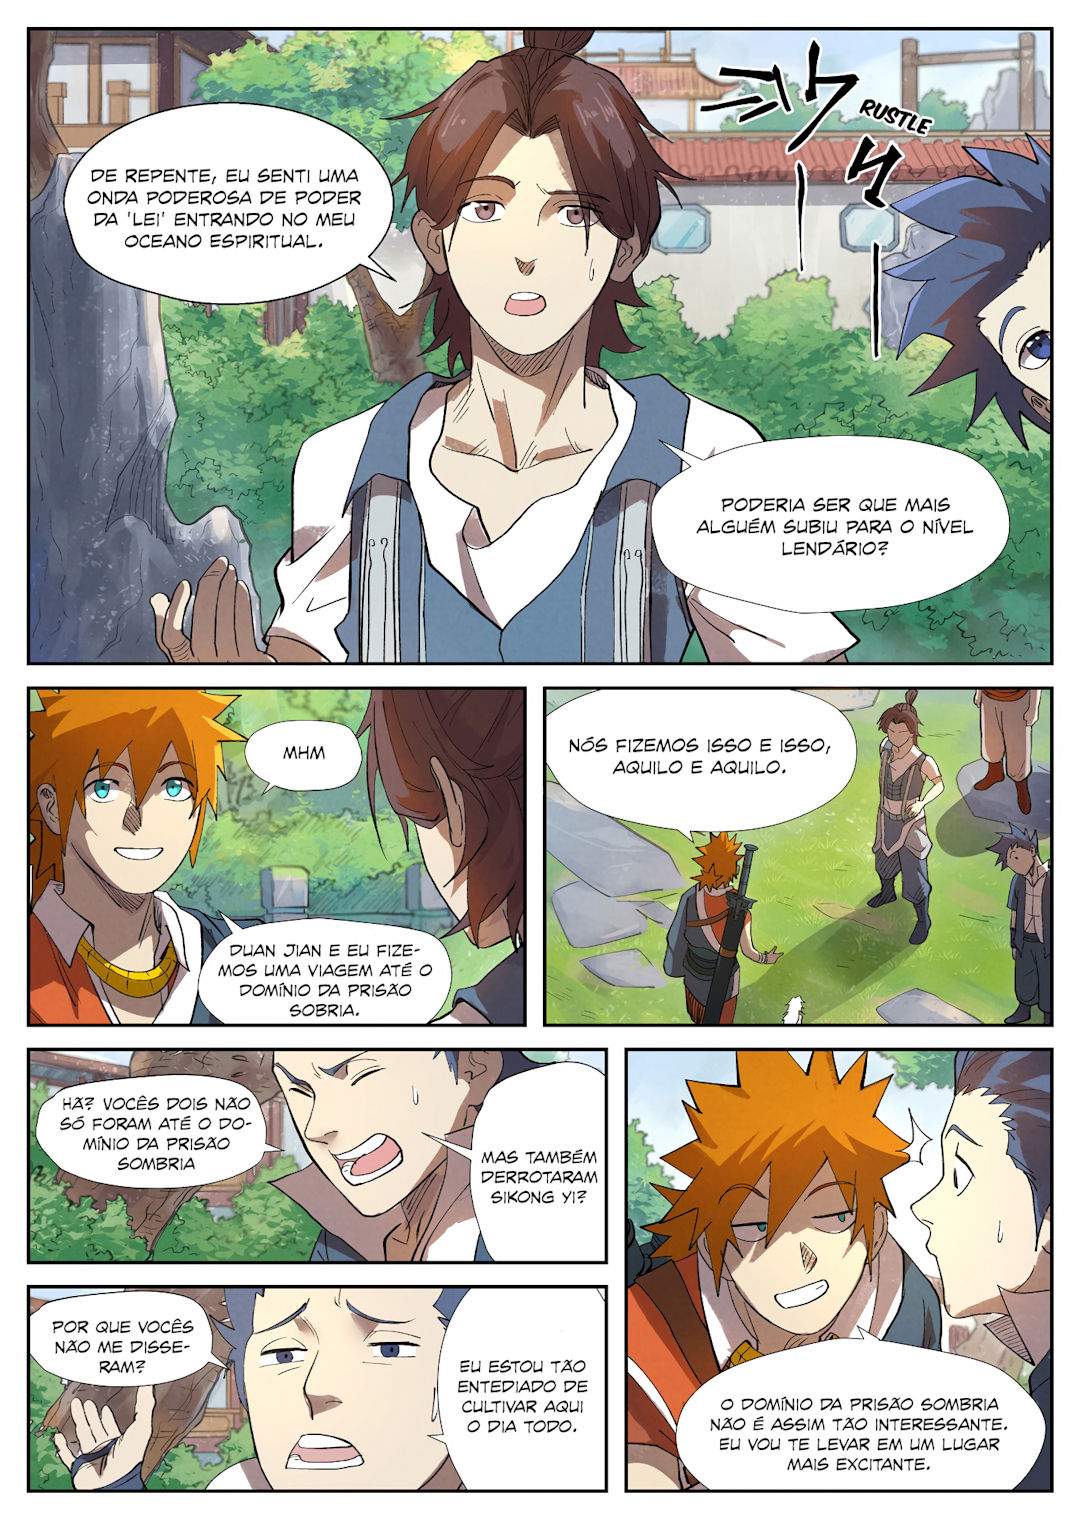 DE REPENTE, EU SENTI UMA
ONDA PODEROSA DE PODER
DA 'LEI' ENTRANDO NO MEU
OCEANO ESPIRITUAL.
RUSTLE
PODERIA SER QUE MAIS
ALGUÉM SUBIU PARA O NÍVEL
LENDÁRIO?
MHM
DUAN JIAN E EU FIZE-
MOS UMA VIAGEM ATÉ O
DOMÍNIO DA PRISÃO
SOBRIA.
NÓS FIZEMOS ISSO E ISSO,
AQUILO E AQUILO.
HÃ? VOCÊS DOIS NÃO
SÓ FORAM ATÉ O DO-
MÍNIO DA PRISÃO
SOMBRIA
MAS TAMBÉM
DERROTARAM
SIKONG YI?
POR QUE VOCÊS
NÃO ME DISSE-
RAM?
EU ESTOU TÃO
ENTEDIADO DE
CULTIVAR AQUI
O DIA TODO.
O DOMÍNIO DA PRISÃO SOMBRIA
NÃO É ASSIM TÃO INTERESSANTE.
EU VOU TE LEVAR EM UM LUGAR
MAIS EXCITANTE.